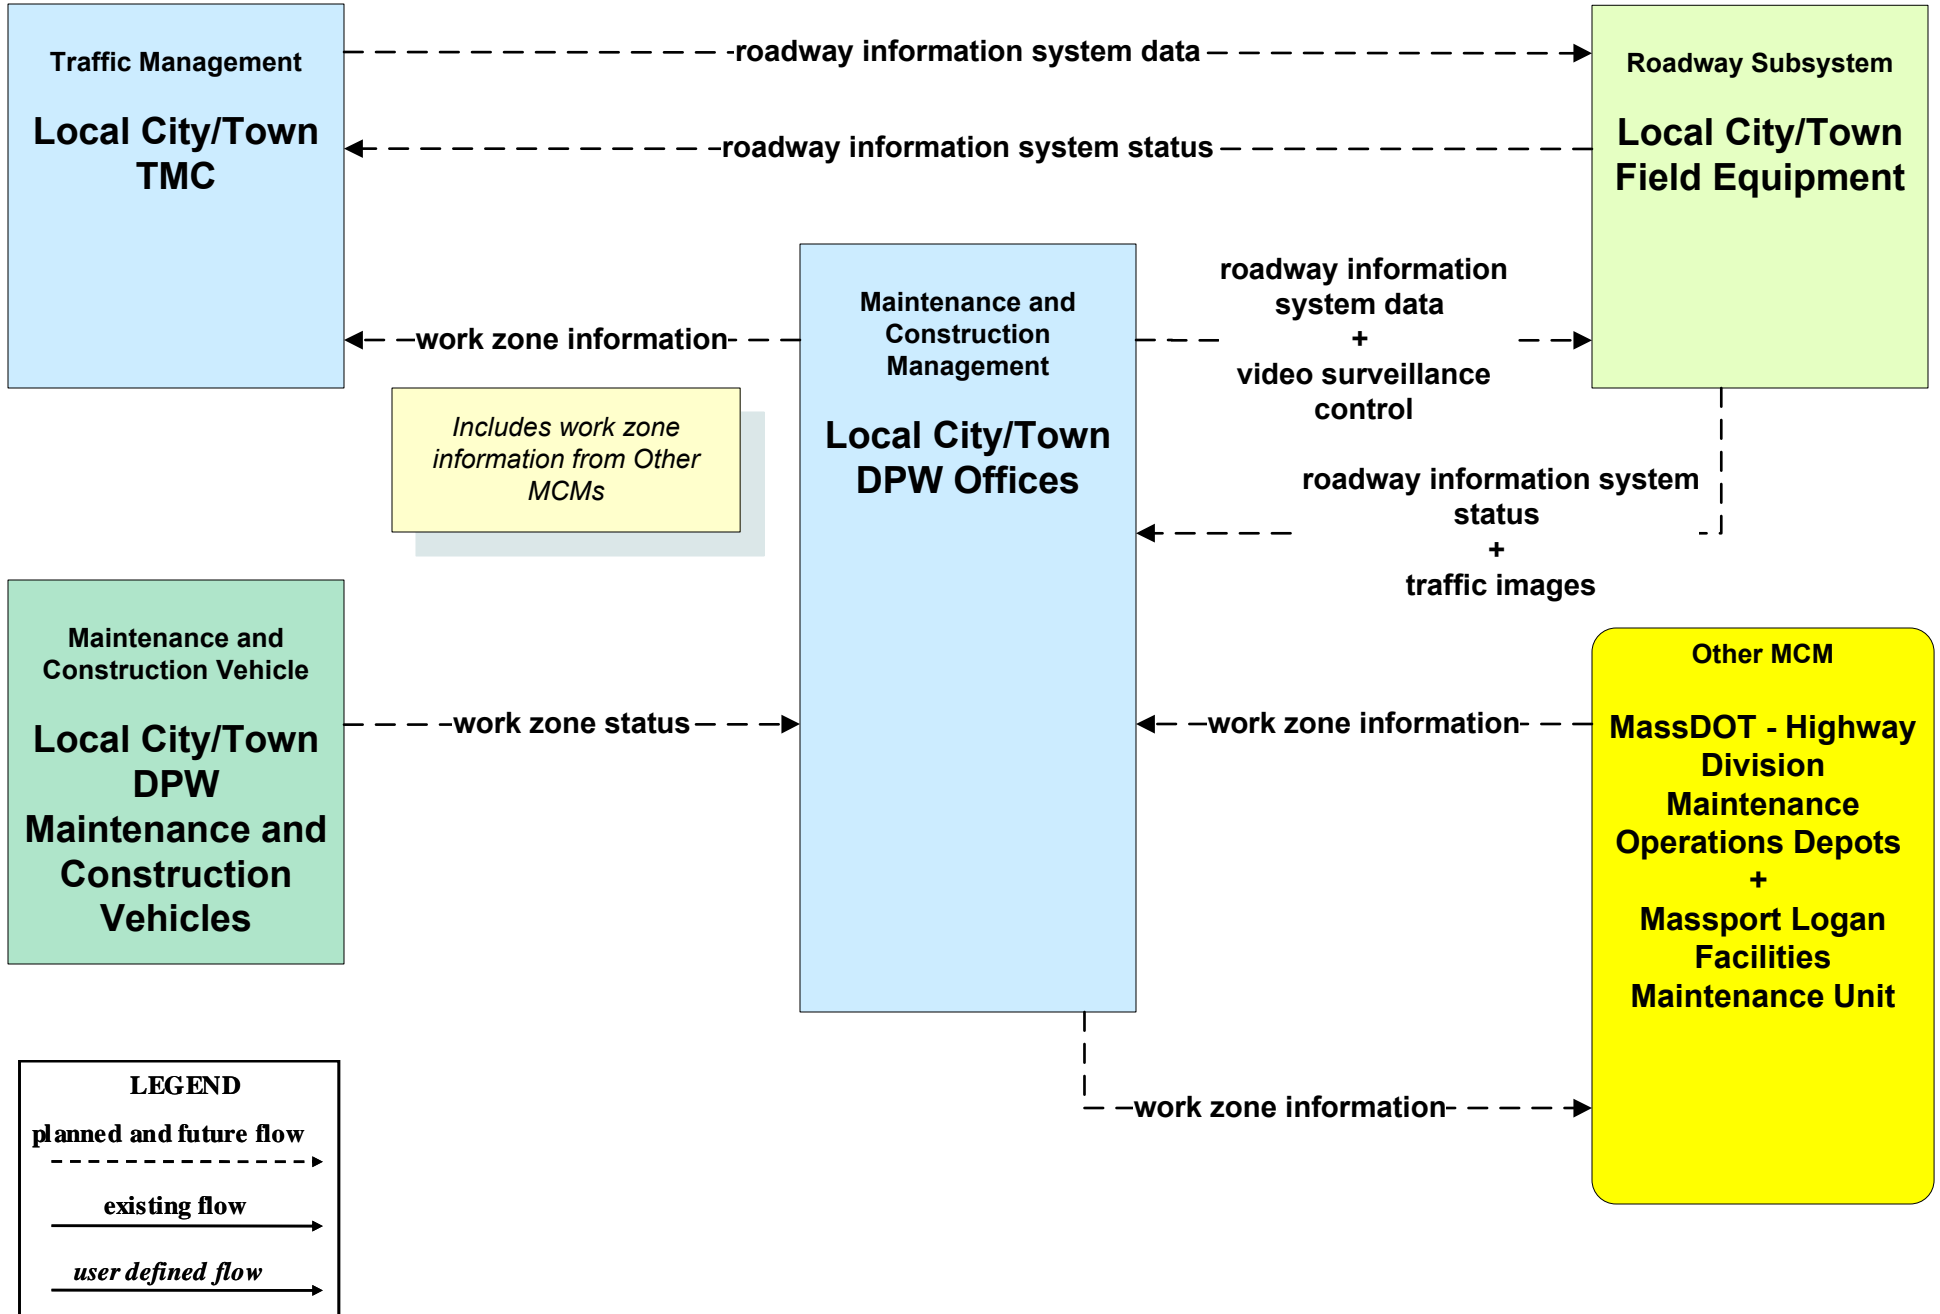 Traffic Management
Local City/Town
TMC
roadway information system data
roadway information system status
Roadway Subsystem
Local City/Town
Field Equipment
work zone information
Includes work zone
information from Other
MCMs
Maintenance and
Construction
Management
Local City/Town
DPW Offices
roadway information
system data
+
video surveillance
control
roadway information system
status
+
traffic images
Maintenance and
Construction Vehicle
Local City/Town
DPW
Maintenance and
Construction
Vehicles
work zone status
work zone information
Other MCM
MassDOT - Highway
Division
Maintenance
Operations Depots
+
Massport Logan
Facilities
Maintenance Unit
work zone information
LEGEND
planned and future flow
existing flow
user defined flow